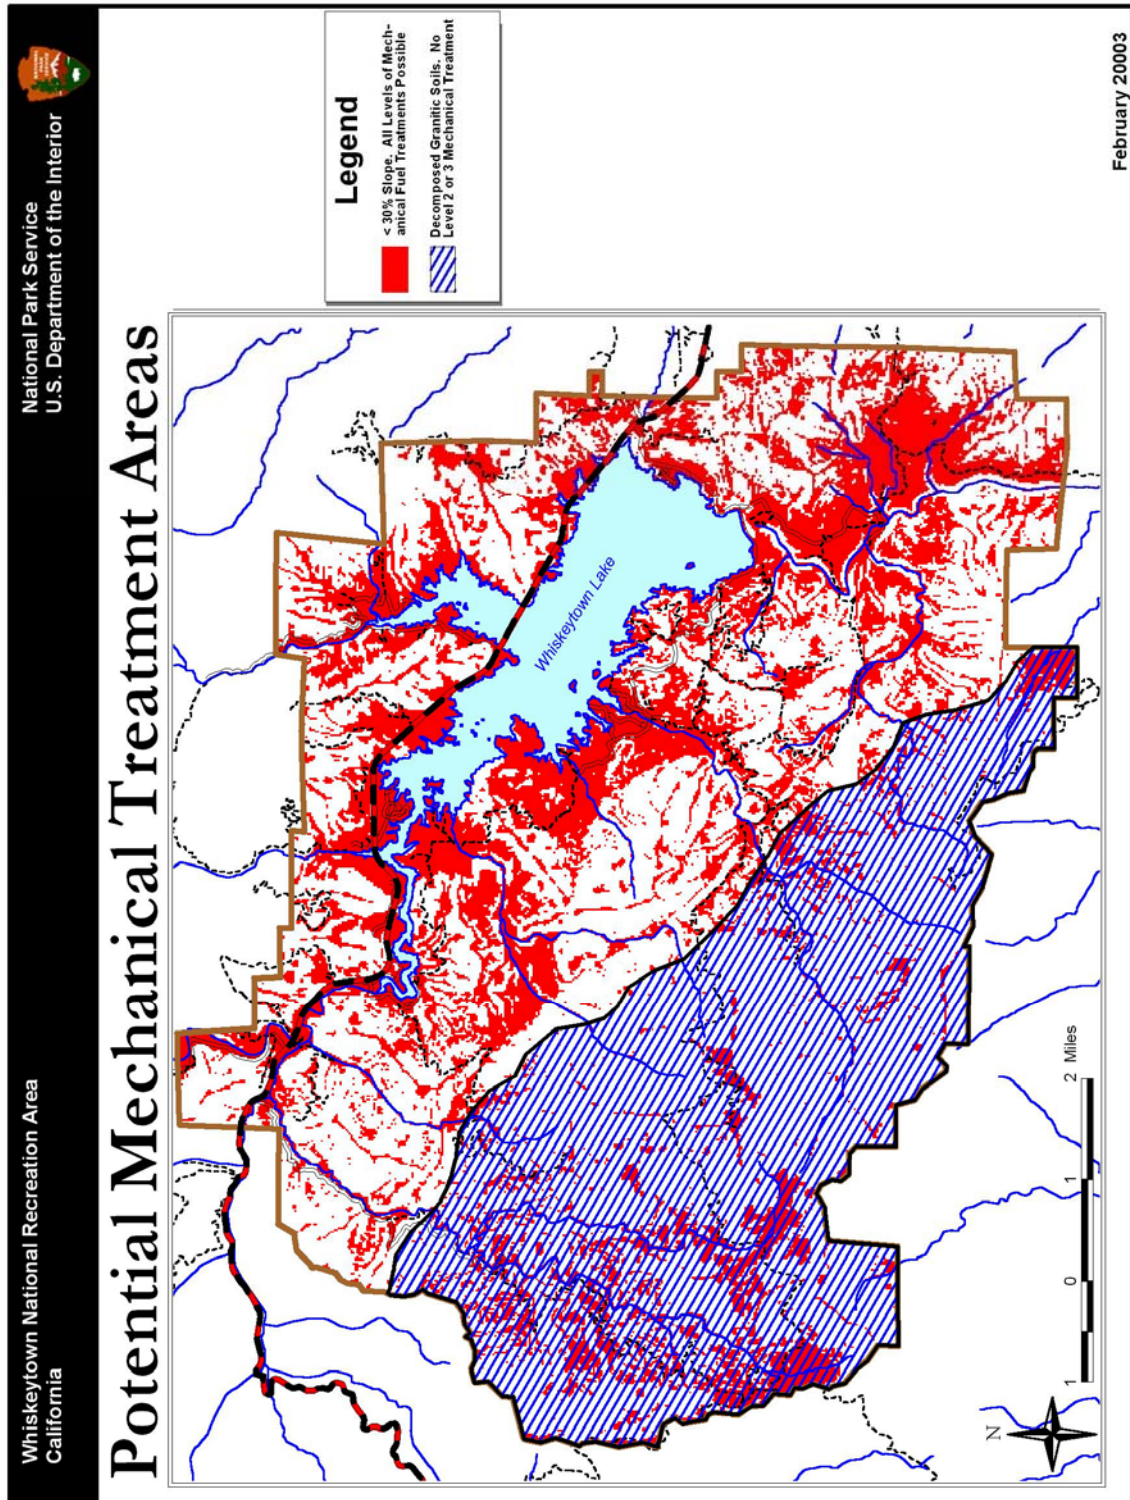 Whiskeytown National Recreation Area
California
National Park Service
U.S. Department of the Interior
Potential Mechanical Treatment Areas
Legend
< 30% Slope. All Levels of Mech-
anical Fuel Treatments Possible
Decomposed Granitic Soils. No
Level 2 or 3 Mechanical Treatment
Whiskeytown Lake
N
1 0 1 2 Miles
February 20003